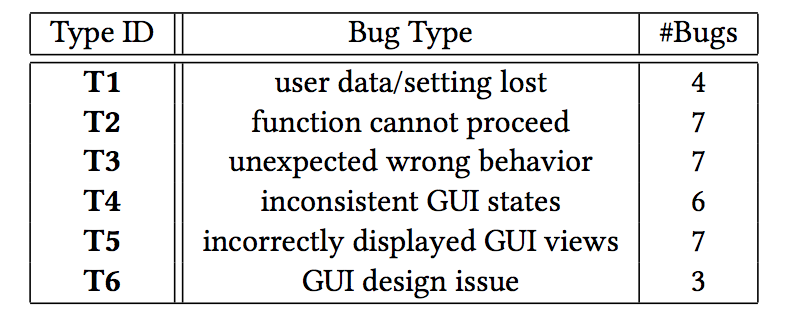 Type ID Bug Type #Bugs
T1 user data/setting lost 4
T2 function cannot proceed 7
T3 unexpected wrong behavior 7
T4 inconsistent GUI states 6
T5 incorrectly displayed GUI views 7
T6 GUI design issue 3